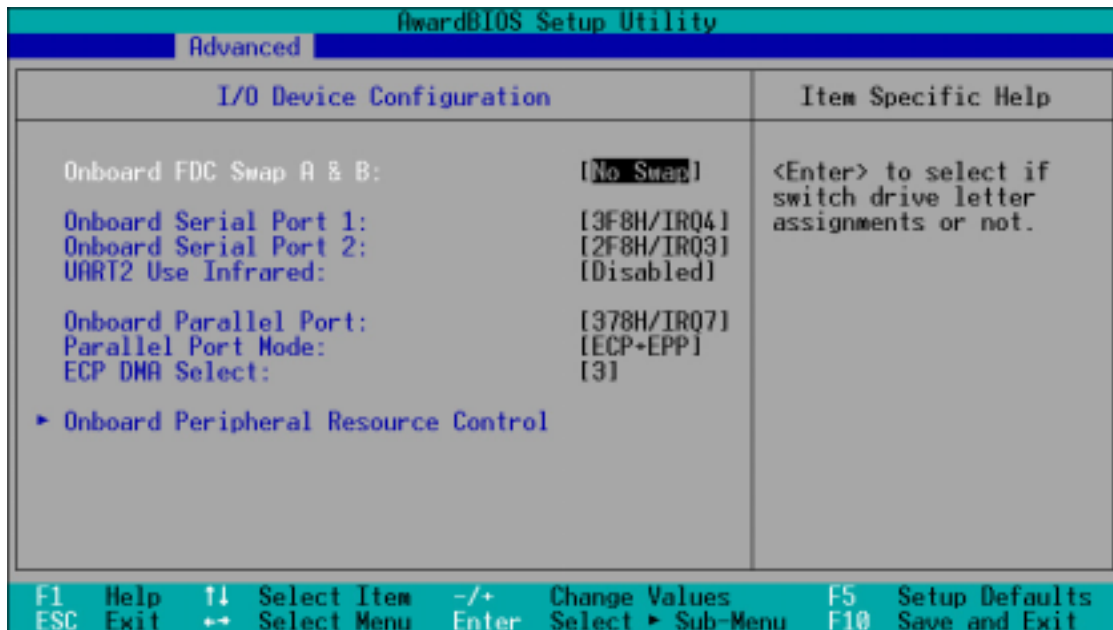 AwardBIOS Setup Utility
Advanced
I/O Device Configuration
Item Specific Help
Onboard FDC Swap A & B: [No Swap]
Onboard Serial Port 1: [3F8H/IRQ4]
Onboard Serial Port 2: [2F8H/IRQ3]
UART2 Use Infrared: [Disabled]
Onboard Parallel Port: [378H/IRQ7]
Parallel Port Mode: [ECP+EPP]
ECP DMA Select: [3]
► Onboard Peripheral Resource Control
<Enter> to select if
switch drive letter
assignments or not.
F1 Help ↑↓ Select Item -/+ Change Values F5 Setup Defaults
ESC Exit ←→ Select Menu Enter Select ► Sub-Menu F10 Save and Exit